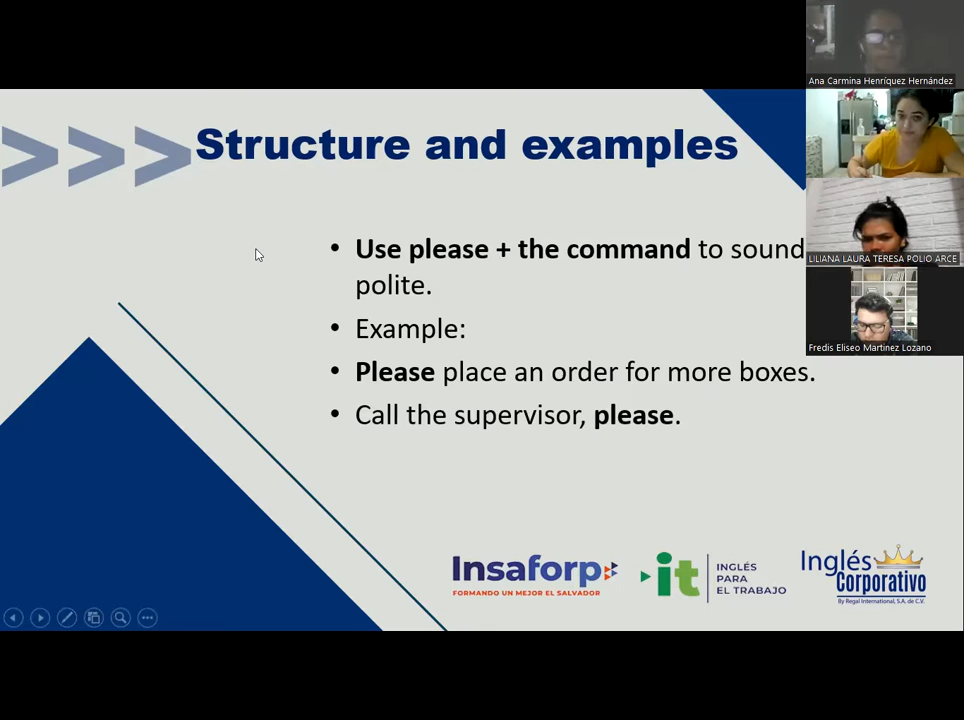 Ana Carmina Henríquez Hernández
>>> Structure and examples
• Use please + the command to sound
polite.
LILIANA LAURA TERESA POLIO ARCE
• Example:
Fredis Eliseo Martinez Lozano
• Please place an order for more boxes.
• Call the supervisor, please.
Insaforp
FORMANDO UN MEJOR EL SALVADOR
it
INGLÉS
PARA
EL TRABAJO
Inglés
Corporativo
By Regal International, S.A. de C.V.